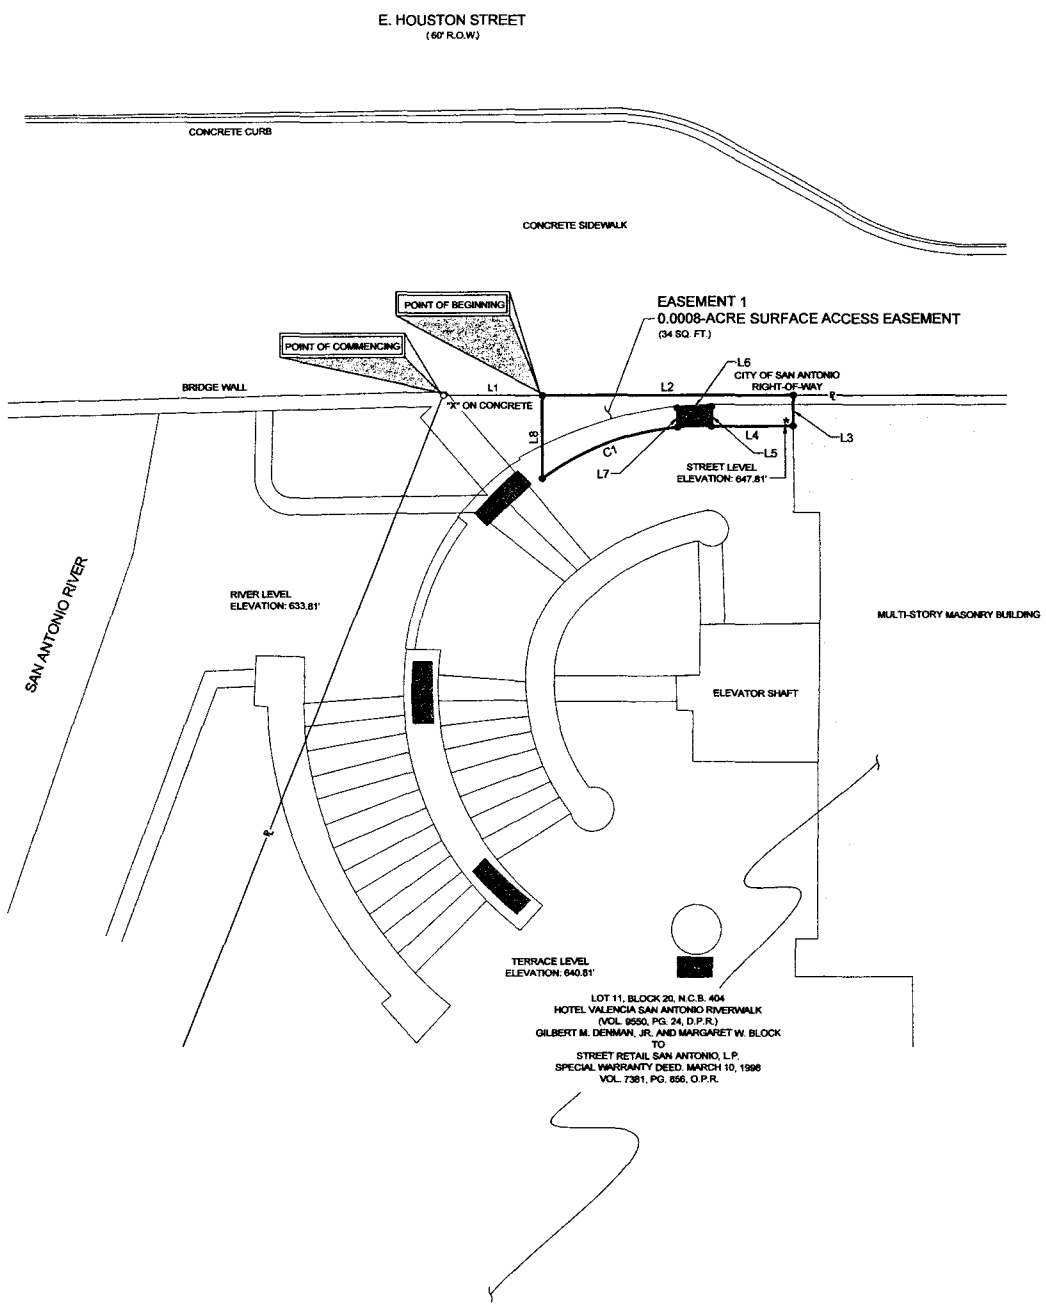 E. HOUSTON STREET
(60' R.O.W.)
CONCRETE CURB
CONCRETE SIDEWALK
POINT OF BEGINNING
EASEMENT 1
0.0008-ACRE SURFACE ACCESS EASEMENT
(34 SQ. FT.)
POINT OF COMMENCING
L6
CITY OF SAN ANTONIO
RIGHT-OF-WAY
BRIDGE WALL
L1
L2
"X" ON CONCRETE
L8
C1
L4
L3
L5
L7
STREET LEVEL
ELEVATION: 647.81'
SAN ANTONIO RIVER
RIVER LEVEL
ELEVATION: 633.81'
MULTI-STORY MASONRY BUILDING
ELEVATOR SHAFT
TERRACE LEVEL
ELEVATION: 640.81'
LOT 11, BLOCK 20, N.C.B. 404
HOTEL VALENCIA SAN ANTONIO RIVERWALK
(VOL. 9550, PG. 24, D.P.R.)
GILBERT M. DENMAN, JR. AND MARGARET W. BLOCK
TO
STREET RETAIL SAN ANTONIO, L.P.
SPECIAL WARRANTY DEED. MARCH 10, 1998
VOL. 7381, PG. 856, O.P.R.